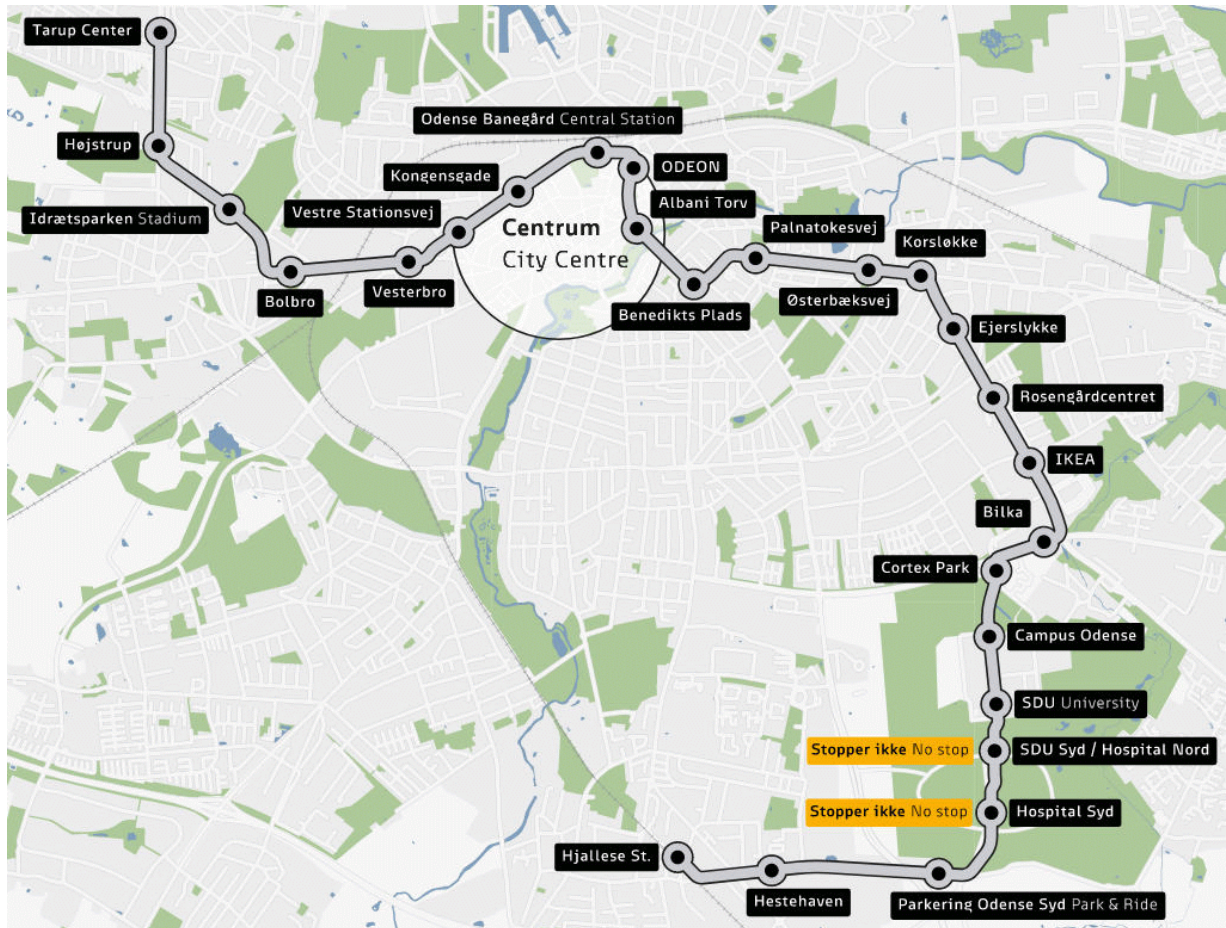 Tarup Center
Højstrup
Idrætsparken Stadium
Bolbro
Vesterbro
Vestre Stationsvej
Kongensgade
Odense Banegård Central Station
ODEON
Albani Torv
Centrum
City Centre
Benedikts Plads
Palnatokesvej
Østerbæksvej
Korsløkke
Ejerslykke
Rosengårdcentret
IKEA
Bilka
Cortex Park
Campus Odense
SDU University
Stopper ikke No stop
SDU Syd / Hospital Nord
Stopper ikke No stop
Hospital Syd
Parkering Odense Syd Park & Ride
Hestehaven
Hjallese St.